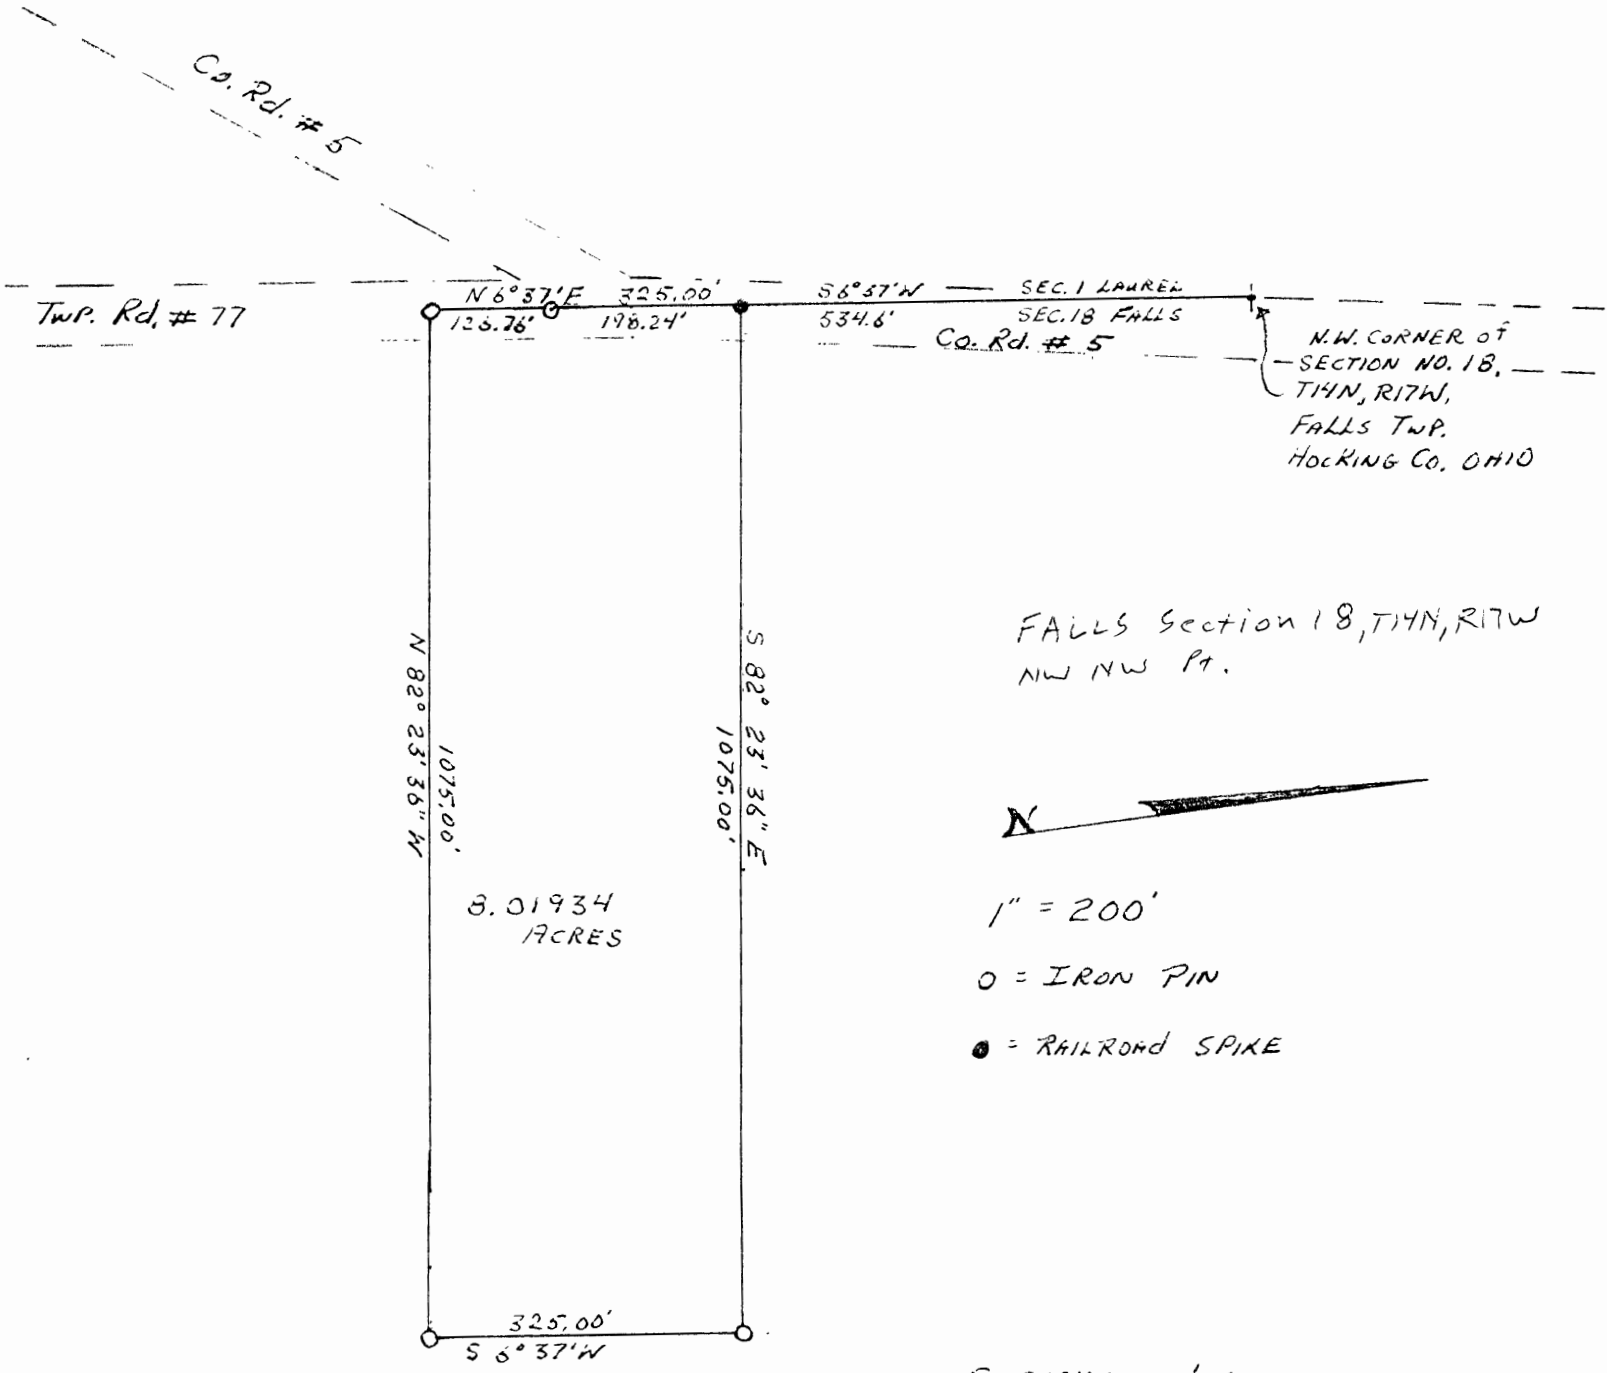 Co. Rd. # 5
Twp. Rd. # 77
N 6° 37' E 325.00'
198.24'
S 6° 37' W
534.6'
SEC. 1 LAUREL
SEC. 18 FALLS
Co. Rd. # 5
N.W. CORNER of
SECTION NO. 18,
T14N, R17W,
FALLS TWP.
HOCKING CO. OHIO
FALLS Section 18, T14N, R17W
NW NW Pt.
N 82° 23' 36" W
1075.00'
S 82° 23' 36" E
1075.00'
N
8.01934
ACRES
1" = 200'
O = IRON PIN
● = RAILROAD SPIKE
325.00'
S 6° 37' W